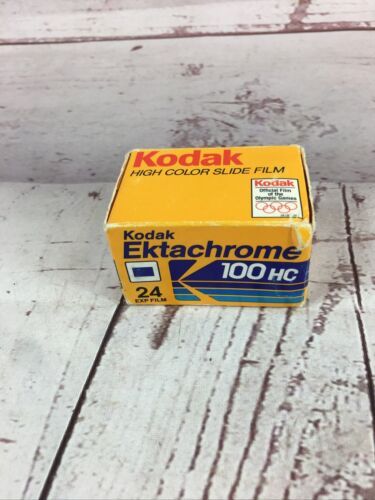 Kodak
HIGH COLOR SLIDE FILM
Kodak
Official Film
of the
Olympic Games
Kodak
Ektachrome
100 HC
24
EXP FILM